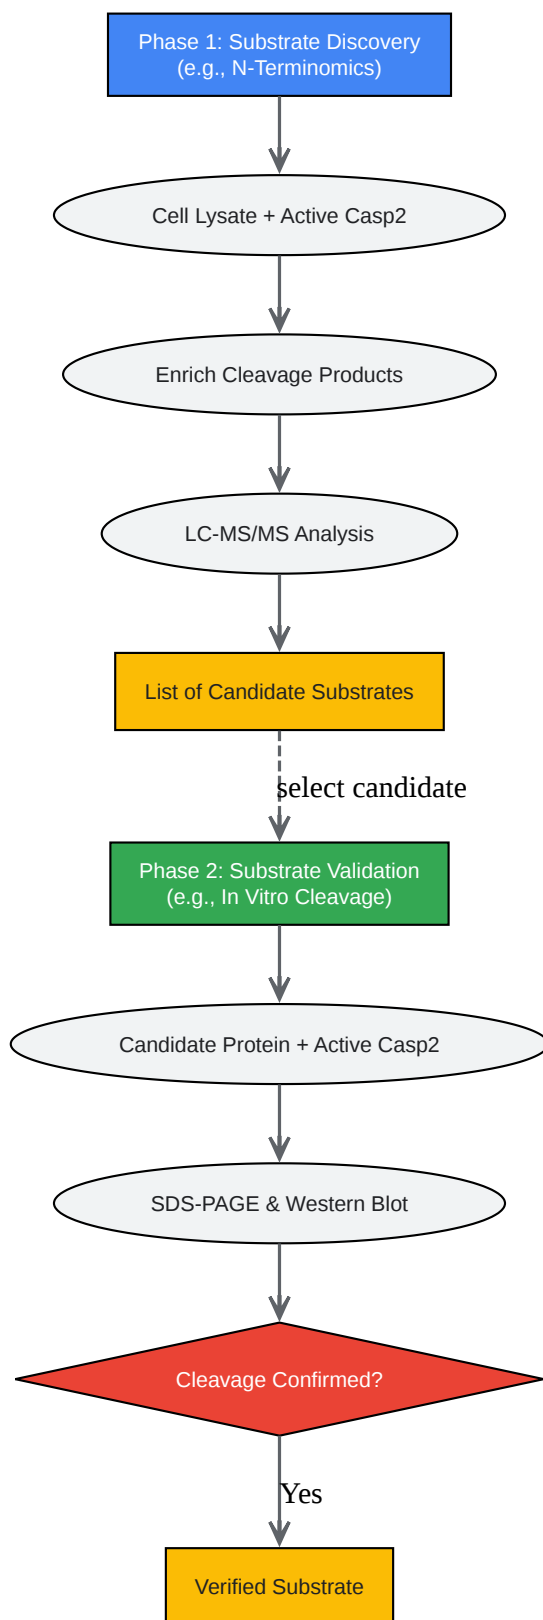 Phase 1: Substrate Discovery
(e.g., N-Terminomics)
Cell Lysate + Active Casp2
Enrich Cleavage Products
LC-MS/MS Analysis
List of Candidate Substrates
select candidate
Phase 2: Substrate Validation
(e.g., In Vitro Cleavage)
Candidate Protein + Active Casp2
SDS-PAGE & Western Blot
Cleavage Confirmed?
Yes
Verified Substrate